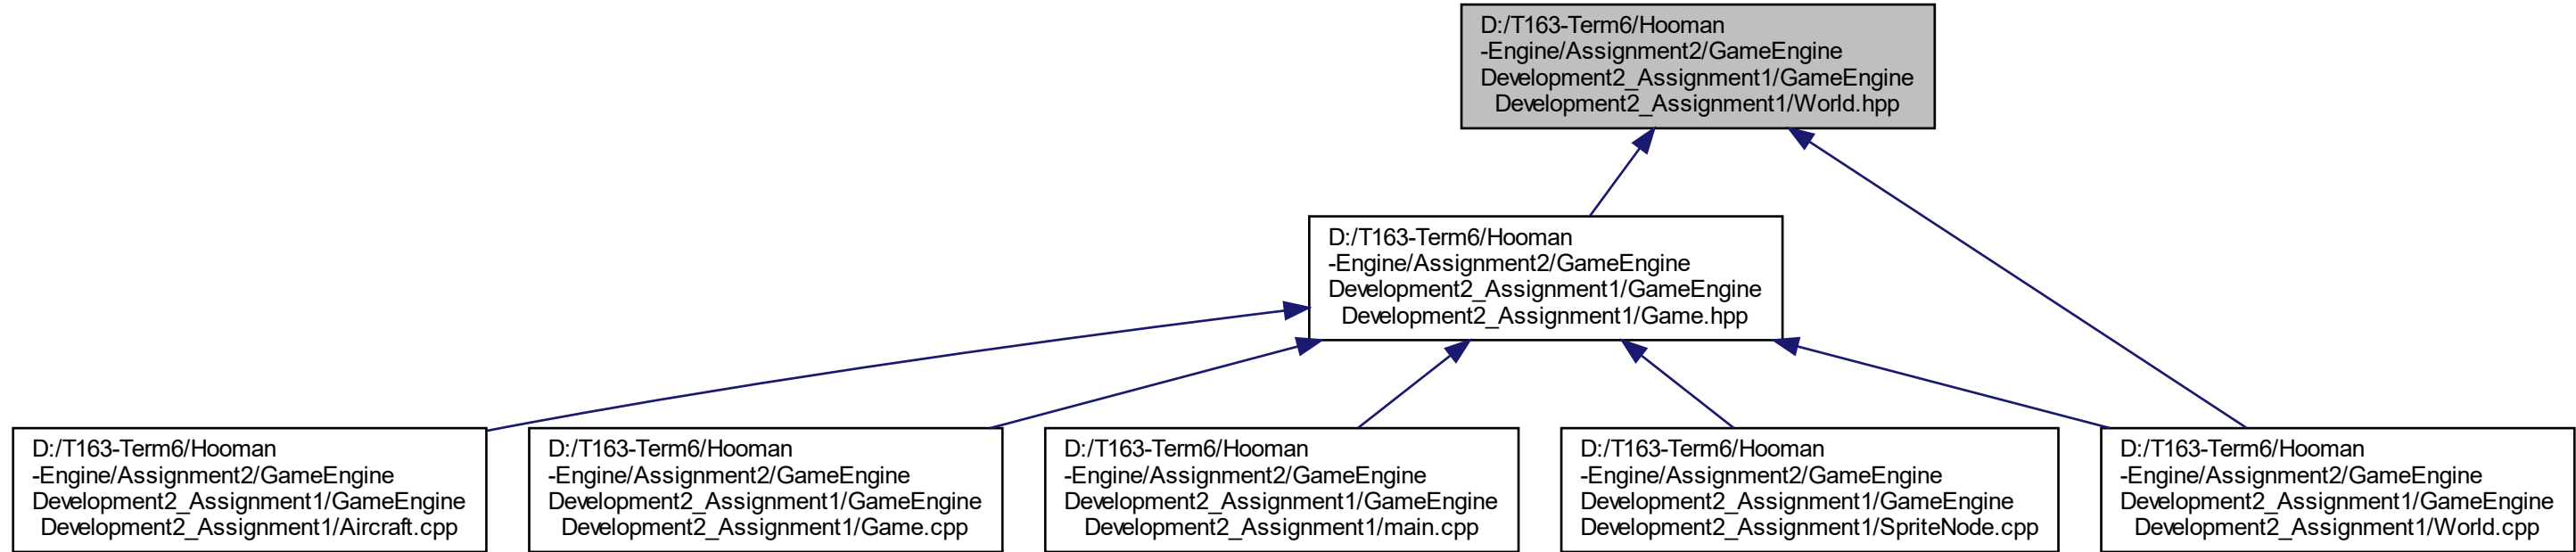 D:/T163-Term6/Hooman
-Engine/Assignment2/GameEngine
Development2_Assignment1/GameEngine
Development2_Assignment1/World.hpp
D:/T163-Term6/Hooman
-Engine/Assignment2/GameEngine
Development2_Assignment1/GameEngine
Development2_Assignment1/Game.hpp
D:/T163-Term6/Hooman
-Engine/Assignment2/GameEngine
Development2_Assignment1/GameEngine
Development2_Assignment1/Aircraft.cpp
D:/T163-Term6/Hooman
-Engine/Assignment2/GameEngine
Development2_Assignment1/GameEngine
Development2_Assignment1/Game.cpp
D:/T163-Term6/Hooman
-Engine/Assignment2/GameEngine
Development2_Assignment1/GameEngine
Development2_Assignment1/main.cpp
D:/T163-Term6/Hooman
-Engine/Assignment2/GameEngine
Development2_Assignment1/GameEngine
Development2_Assignment1/SpriteNode.cpp
D:/T163-Term6/Hooman
-Engine/Assignment2/GameEngine
Development2_Assignment1/GameEngine
Development2_Assignment1/World.cpp